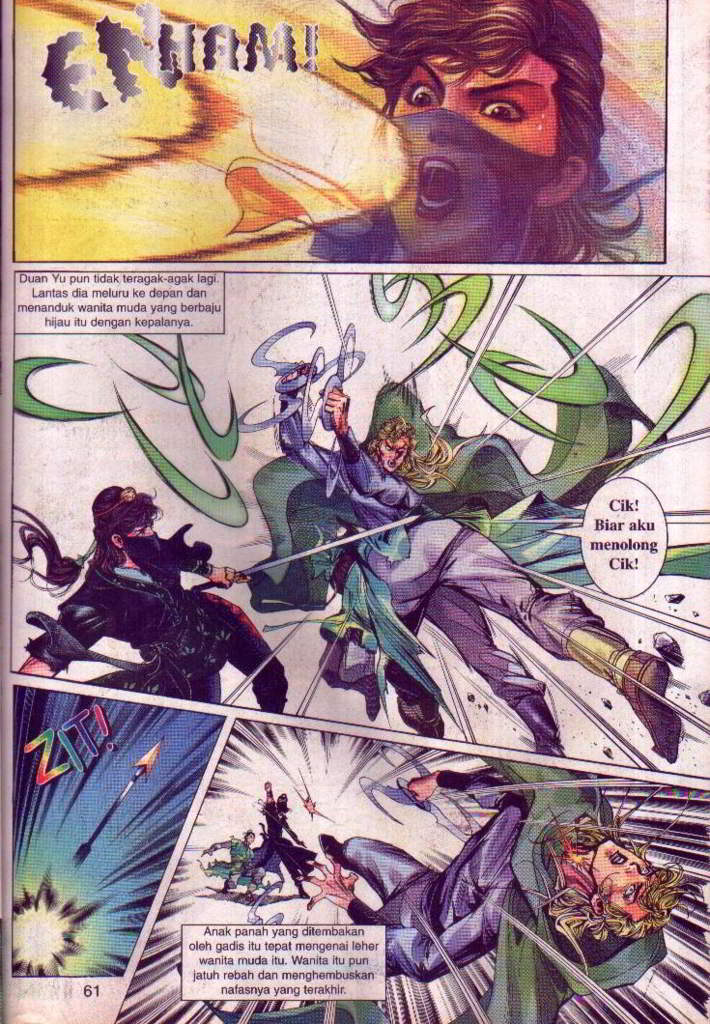 Duan Yu pun tidak teragak-agak lagi.
Lantas dia meluru ke depan dan
menanduk wanita muda yang berbaju
hijau itu dengan kepalanya.
Cik!
Biar aku
menolong
Cik!
ZIT!
Anak panah yang ditembakan
oleh gadis itu tepat mengenai leher
wanita muda itu. Wanita itu pun
jatuh rebah dan menghembuskan
nafasnya yang terakhir.
61